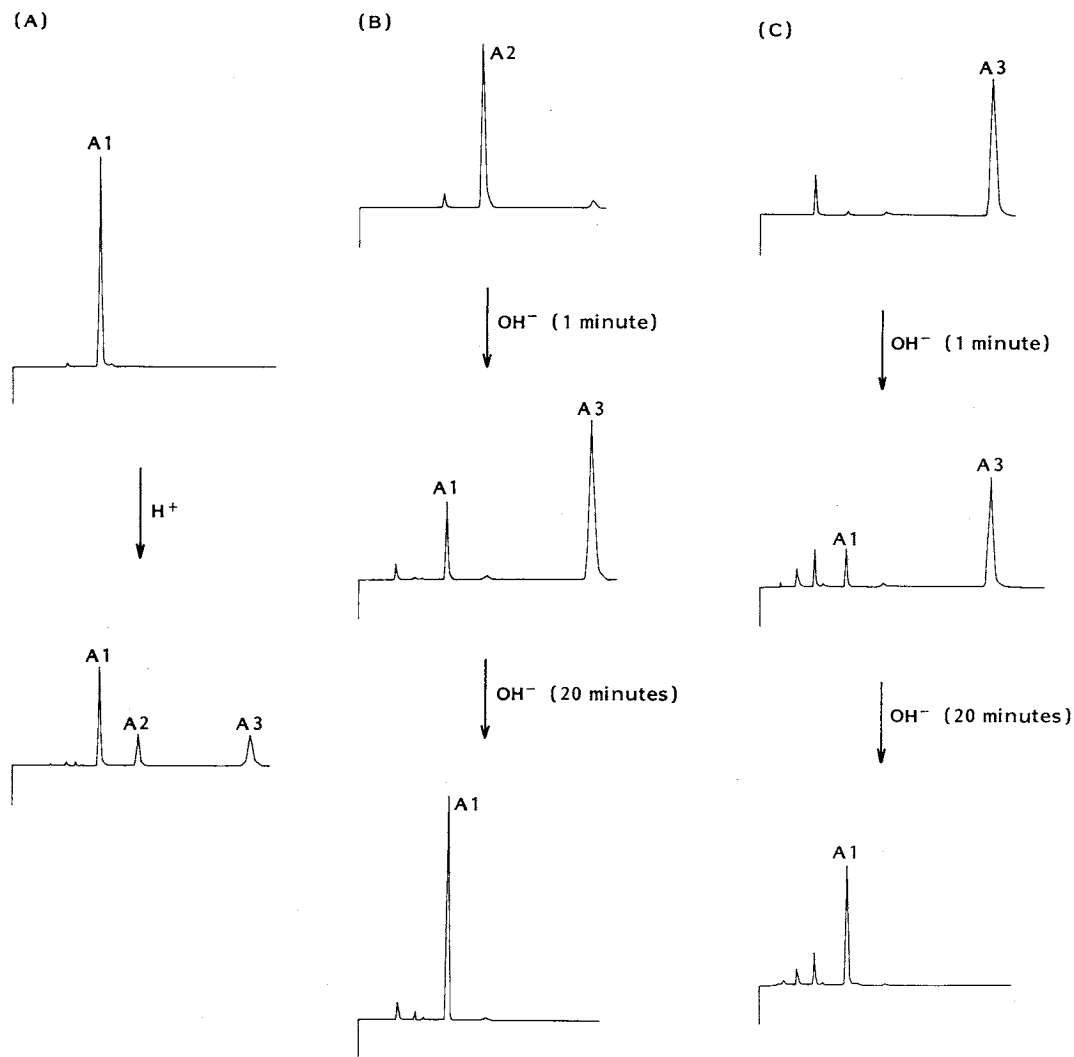 (A)
A1
H+
A1
A2
A3
(B)
A2
OH− (1 minute)
A3
A1
OH− (20 minutes)
A1
(C)
A3
OH− (1 minute)
A3
A1
OH− (20 minutes)
A1